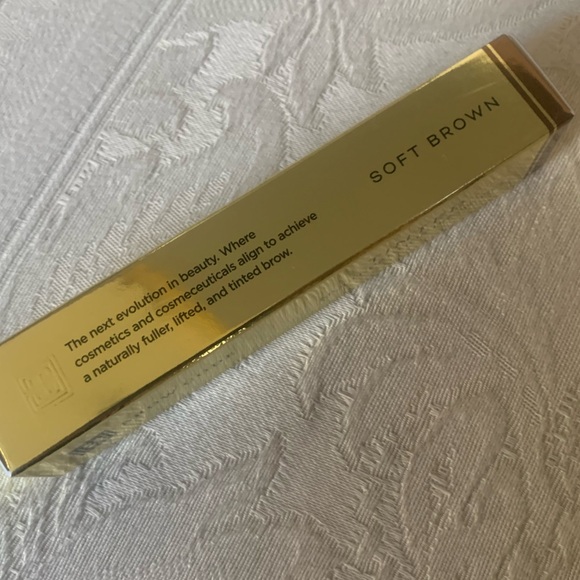 SOFT BROWN
The next evolution in beauty. Where
cosmetics and cosmeceuticals align to achieve
a naturally fuller, lifted, and tinted brow.